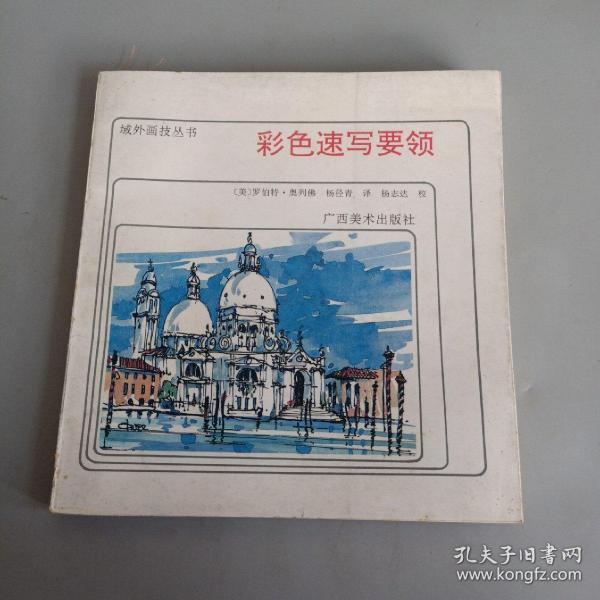 域外画技丛书
彩色速写要领
〔美〕罗伯特·奥列佛 杨径青 译 杨志达 校
广西美术出版社
孔夫子旧书网
www.kongfz.com